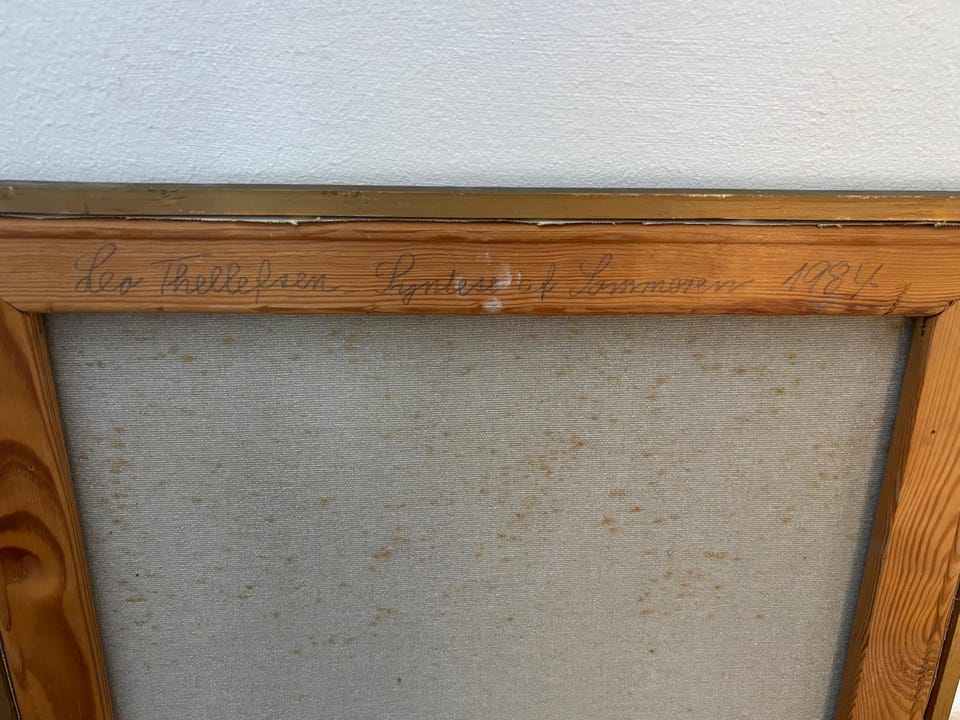 Leo Thellefsen - Syntese af Sommeren 1984.